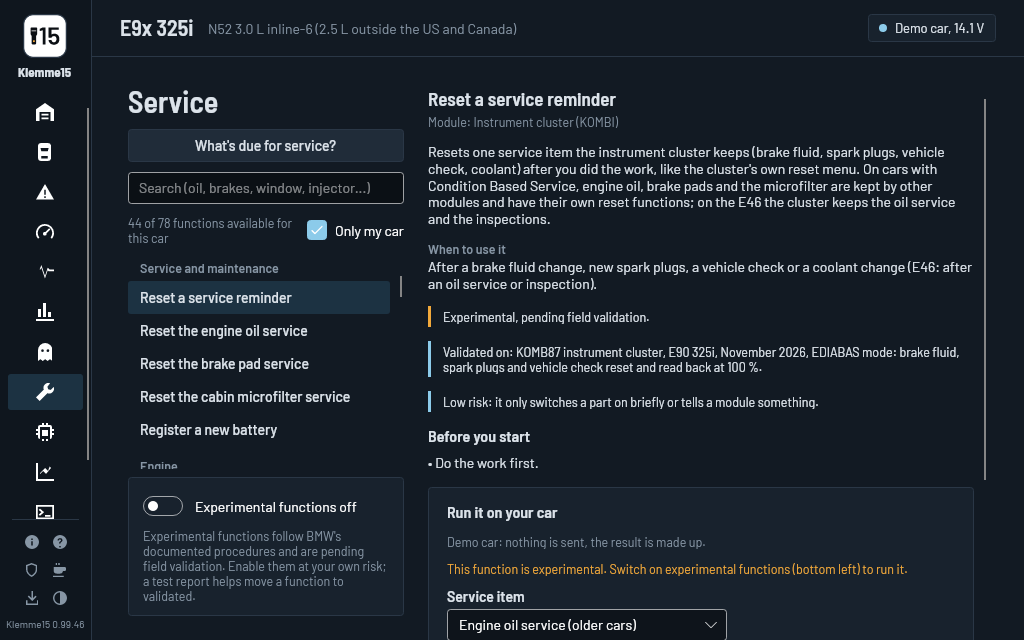 I15
Klemme15
E9x 325i
N52 3.0 L inline-6 (2.5 L outside the US and Canada)
Demo car, 14.1 V
Service
What's due for service?
Search (oil, brakes, window, injector...)
44 of 78 functions available for
this car
Only my car
Service and maintenance
Reset a service reminder
Reset the engine oil service
Reset the brake pad service
Reset the cabin microfilter service
Register a new battery
Engine
Experimental functions off
Experimental functions follow BMW's
documented procedures and are pending
field validation. Enable them at your own risk;
a test report helps move a function to
validated.
Reset a service reminder
Module: Instrument cluster (KOMBI)
Resets one service item the instrument cluster keeps (brake fluid, spark plugs, vehicle
check, coolant) after you did the work, like the cluster's own reset menu. On cars with
Condition Based Service, engine oil, brake pads and the microfilter are kept by other
modules and have their own reset functions; on the E46 the cluster keeps the oil service
and the inspections.
When to use it
After a brake fluid change, new spark plugs, a vehicle check or a coolant change (E46: after
an oil service or inspection).
Experimental, pending field validation.
Validated on: KOMB87 instrument cluster, E90 325i, November 2026, EDIABAS mode: brake fluid,
spark plugs and vehicle check reset and read back at 100 %.
Low risk: it only switches a part on briefly or tells a module something.
Before you start
• Do the work first.
Run it on your car
Demo car: nothing is sent, the result is made up.
This function is experimental. Switch on experimental functions (bottom left) to run it.
Service item
Engine oil service (older cars)
Klemme15 0.99.46